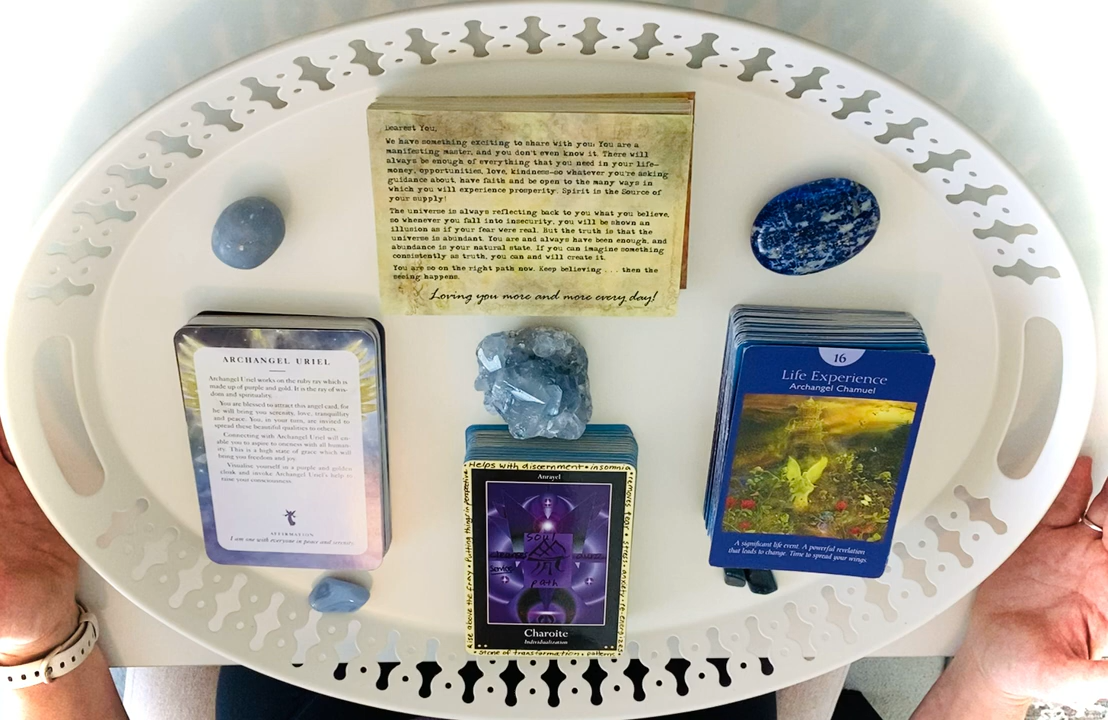 Dearest You,
We have something exciting to share with you: You are a
manifesting master, and you don't even know it. There will
always be enough of everything that you need in your life—
money, opportunities, love, kindness—so whatever you're asking
guidance about, have faith and be open to the many ways in
which you will experience prosperity. Spirit is the Source of
your supply!
The universe is always reflecting back to you what you believe,
so whenever you fall into insecurity, you will be shown an
illusion as if your fear were real. But the truth is that the
universe is abundant. You are and always have been enough, and
abundance is your natural state. If you can imagine something
consistently as truth, you can and will create it.
You are so on the right path now. Keep believing . . . then the
seeing happens.
Loving you more and more every day!
ARCHANGEL URIEL
Archangel Uriel works on the ruby ray which is
made up of purple and gold. It is the ray of wis-
dom and spirituality.
You are blessed to attract this angel card, for
he will bring you serenity, love, tranquillity
and peace. You, in your turn, are invited to
spread these beautiful qualities to others.
Connecting with Archangel Uriel will en-
able you to aspire to oneness with all human-
ity. This is a high state of grace which will
bring you freedom and joy.
Visualise yourself in a purple and golden
cloak and invoke Archangel Uriel's help to
raise your consciousness.
AFFIRMATION
I am one with everyone in peace and serenity.
Helps with discernment • insomnia
removes fear • stress • anxiety
Rise above the fray • Putting things in perspective
Anrayel
Soul
cleanse
Service
path
Charoite
Individualization
Stone of transformation • patterns
16
Life Experience
Archangel Chamuel
A significant life event. A powerful revelation
that leads to change. Time to spread your wings.